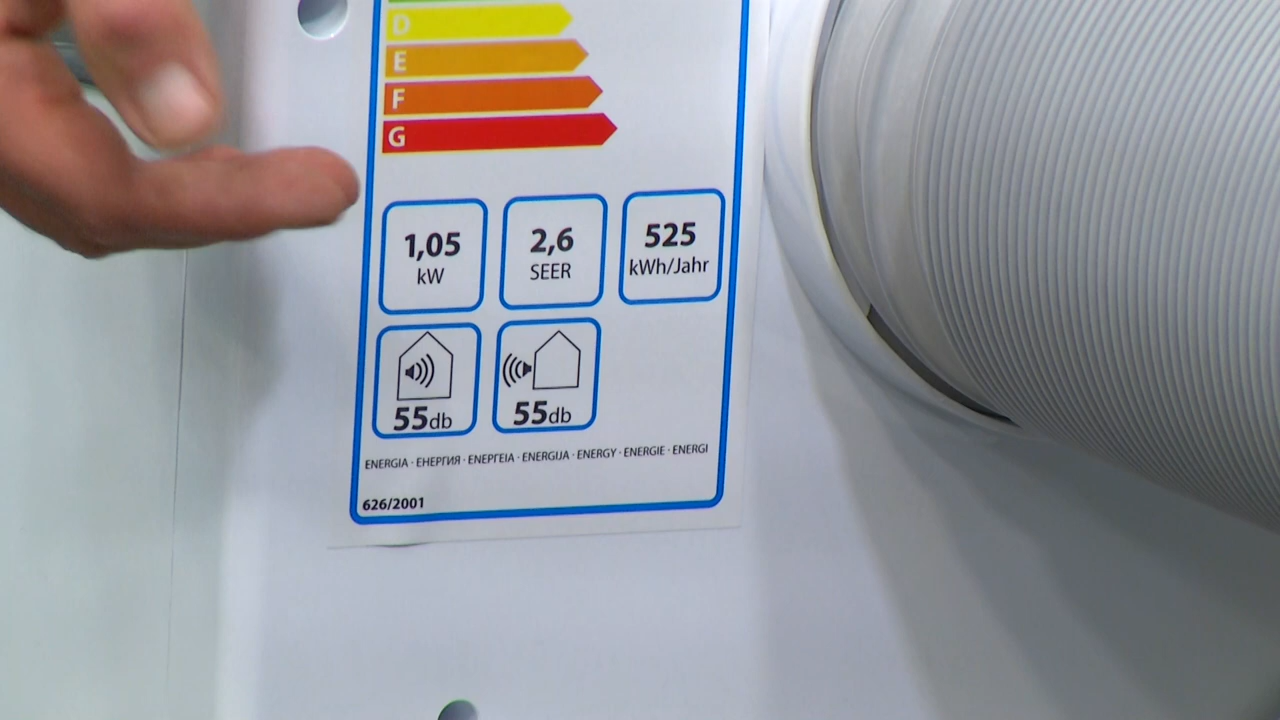 D
E
F
G
1,05
kW
2,6
SEER
525
kWh/Jahr
55db
55db
ENERGIA · ЕНЕРГИЯ · ΕΝΕΡΓΕΙΑ · ENERGIJA · ENERGY · ENERGIE · ENERGI
626/2001